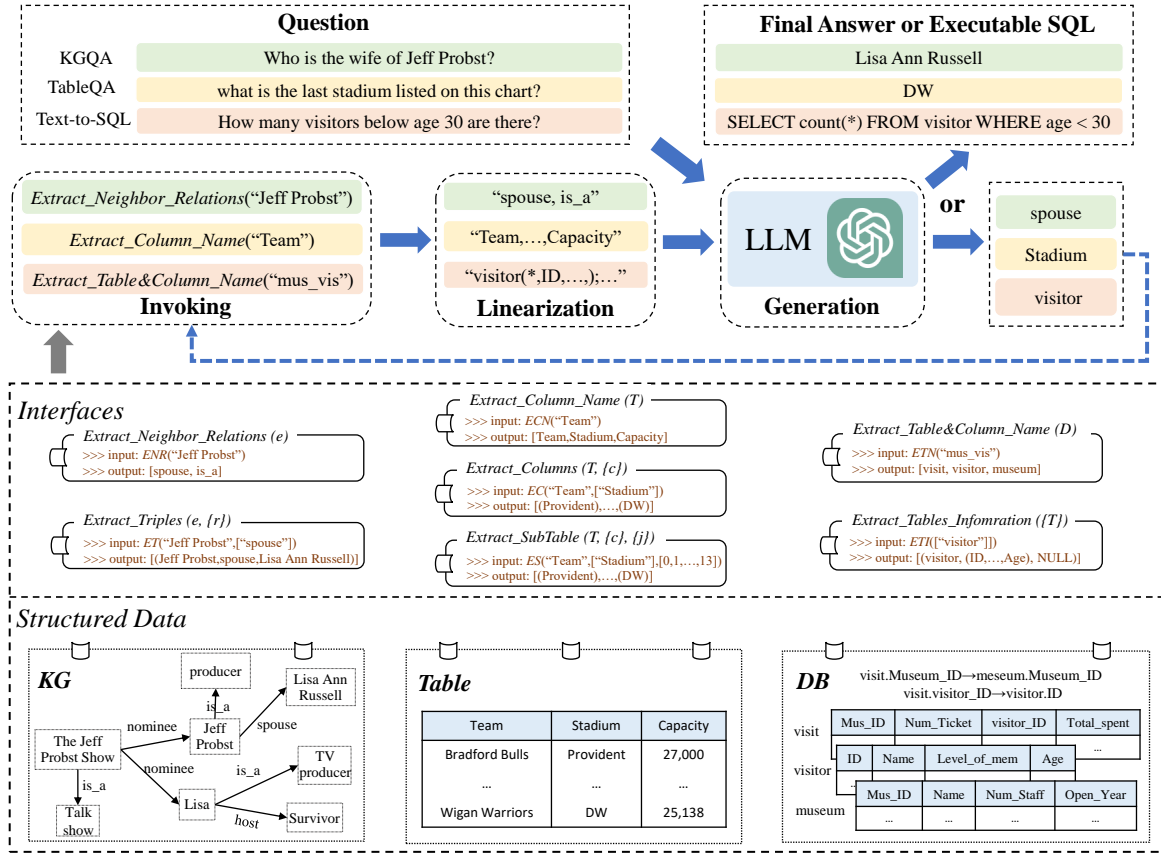 Question
KGQA
Who is the wife of Jeff Probst?
TableQA
what is the last stadium listed on this chart?
Text-to-SQL
How many visitors below age 30 are there?
Final Answer or Executable SQL
Lisa Ann Russell
DW
SELECT count(*) FROM visitor WHERE age < 30
Extract_Neighbor_Relations(“Jeff Probst”)
Extract_Column_Name(“Team”)
Extract_Table&Column_Name(“mus_vis”)
Invoking
“spouse, is_a”
“Team,…,Capacity”
“visitor(*,ID,…,);…”
Linearization
LLM
Generation
or
spouse
Stadium
visitor
Interfaces
Extract_Neighbor_Relations (e)
>>> input: ENR(“Jeff Probst”)
>>> output: [spouse, is_a]
Extract_Triples (e, {r})
>>> input: ET(“Jeff Probst”,[“spouse”])
>>> output: [(Jeff Probst,spouse,Lisa Ann Russell)]
Extract_Column_Name (T)
>>> input: ECN(“Team”)
>>> output: [Team,Stadium,Capacity]
Extract_Columns (T, {c})
>>> input: EC(“Team”,[“Stadium”])
>>> output: [(Provident),…,(DW)]
Extract_SubTable (T, {c}, {j})
>>> input: ES(“Team”,[“Stadium”],[0,1,…,13])
>>> output: [(Provident),…,(DW)]
Extract_Table&Column_Name (D)
>>> input: ETN(“mus_vis”)
>>> output: [visit, visitor, museum]
Extract_Tables_Infomration ({T})
>>> input: ETI([“visitor”]])
>>> output: [(visitor, (ID,…,Age), NULL)]
Structured Data
KG
producer
Lisa Ann
Russell
is_a
nominee
Jeff
Probst
spouse
The Jeff
Probst Show
nominee
is_a
TV
producer
is_a
Lisa
host
Survivor
Talk
show
Table
Team Stadium Capacity
Bradford Bulls Provident 27,000
... ... ...
Wigan Warriors DW 25,138
DB
visit.Museum_ID→meseum.Museum_ID
visit.visitor_ID→visitor.ID
visit
Mus_ID Num_Ticket visitor_ID Total_spent
...
visitor
ID Name Level_of_mem Age
...
museum
Mus_ID Name Num_Staff Open_Year
... ... ... ...